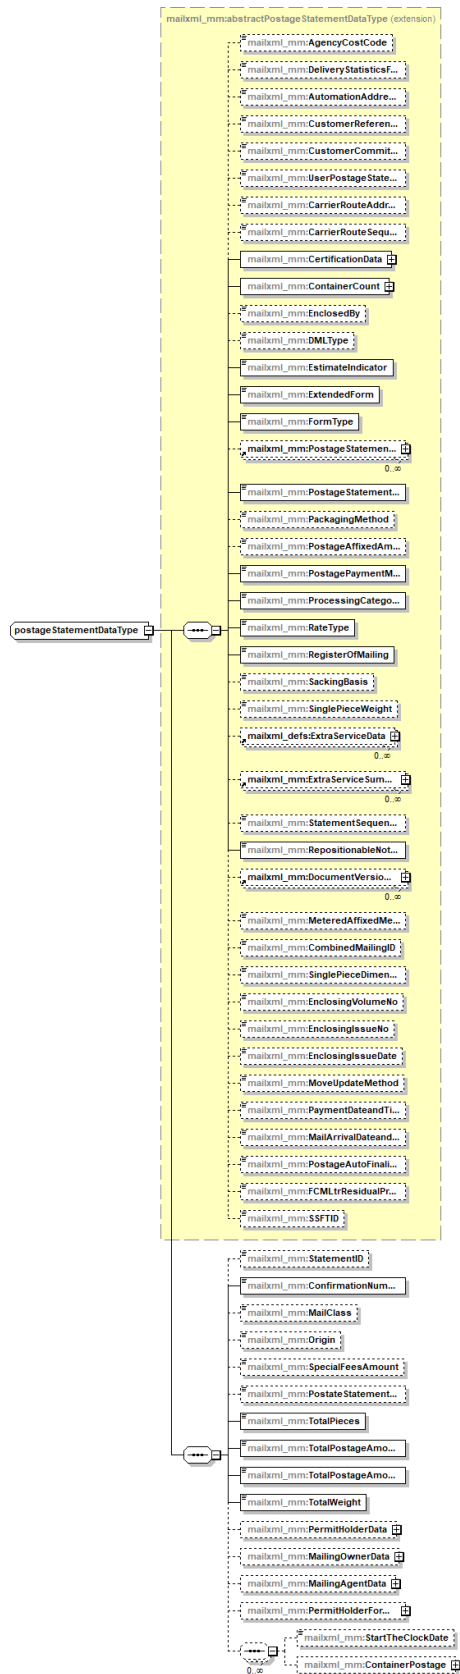 mailxml_mm:abstractPostageStatementDataType (extension)
mailxml_mm:AgencyCostCode
mailxml_mm:DeliveryStatisticsF...
mailxml_mm:AutomationAddre...
mailxml_mm:CustomerReferen...
mailxml_mm:CustomerCommit...
mailxml_mm:UserPostageState...
mailxml_mm:CarrierRouteAddr...
mailxml_mm:CarrierRouteSequ...
mailxml_mm:CertificationData
mailxml_mm:ContainerCount
mailxml_mm:EnclosedBy
mailxml_mm:DMLType
mailxml_mm:EstimateIndicator
mailxml_mm:ExtendedForm
mailxml_mm:FormType
mailxml_mm:PostageStatemen...
0..∞
mailxml_mm:PostageStatement...
mailxml_mm:PackagingMethod
mailxml_mm:PostageAffixedAm...
mailxml_mm:PostagePaymentM...
mailxml_mm:ProcessingCatego...
postageStatementDataType
mailxml_mm:RateType
mailxml_mm:RegisterOfMailing
mailxml_mm:SackingBasis
mailxml_mm:SinglePieceWeight
mailxml_defs:ExtraServiceData
0..∞
mailxml_mm:ExtraServiceSum...
0..∞
mailxml_mm:StatementSequen...
mailxml_mm:RepositionableNot...
mailxml_mm:DocumentVersio...
0..∞
mailxml_mm:MeteredAffixedMe...
mailxml_mm:CombinedMailingID
mailxml_mm:SinglePieceDimen...
mailxml_mm:EnclosingVolumeNo
mailxml_mm:EnclosingIssueNo
mailxml_mm:EnclosingIssueDate
mailxml_mm:MoveUpdateMethod
mailxml_mm:PaymentDateandTi...
mailxml_mm:MailArrivalDateand...
mailxml_mm:PostageAutoFinali...
mailxml_mm:FCMLtrResidualPr...
mailxml_mm:SSFTID
mailxml_mm:StatementID
mailxml_mm:ConfirmationNum...
mailxml_mm:MailClass
mailxml_mm:Origin
mailxml_mm:SpecialFeesAmount
mailxml_mm:PostateStatement...
mailxml_mm:TotalPieces
mailxml_mm:TotalPostageAmo...
mailxml_mm:TotalPostageAmo...
mailxml_mm:TotalWeight
mailxml_mm:PermitHolderData
mailxml_mm:MailingOwnerData
mailxml_mm:MailingAgentData
mailxml_mm:PermitHolderFor...
mailxml_mm:StartTheClockDate
mailxml_mm:ContainerPostage
0..∞